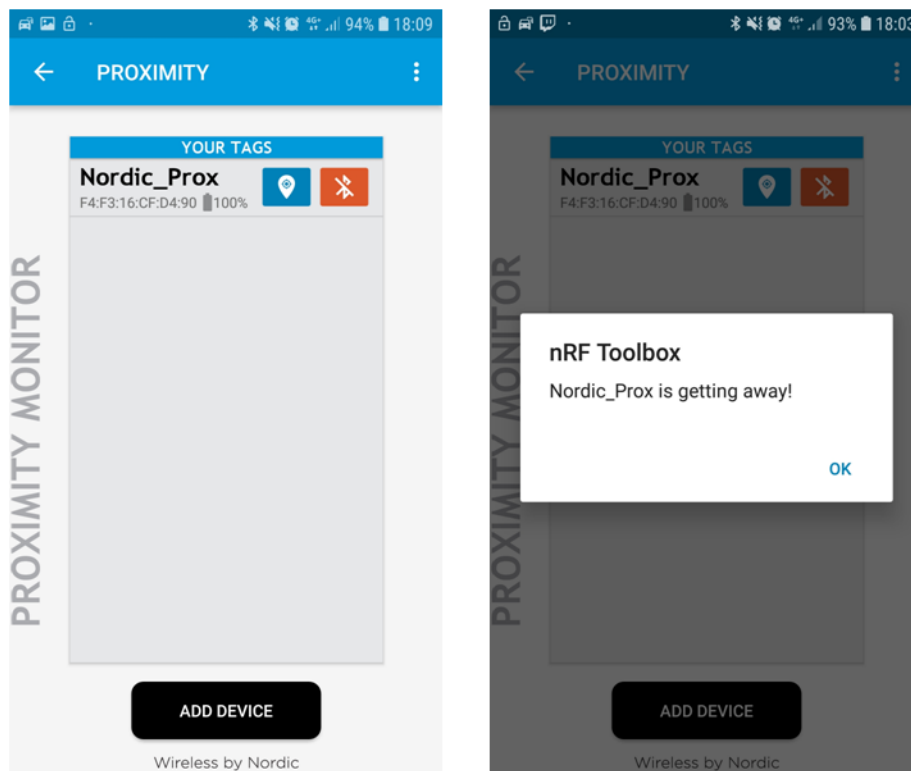 94% 18:09
PROXIMITY
YOUR TAGS
Nordic_Prox
F4:F3:16:CF:D4:90 100%
PROXIMITY MONITOR
ADD DEVICE
Wireless by Nordic
4G+ 93% 18:03
PROXIMITY
YOUR TAGS
Nordic_Prox
F4:F3:16:CF:D4:90 100%
PROXIMITY MONITOR
nRF Toolbox
Nordic_Prox is getting away!
OK
ADD DEVICE
Wireless by Nordic